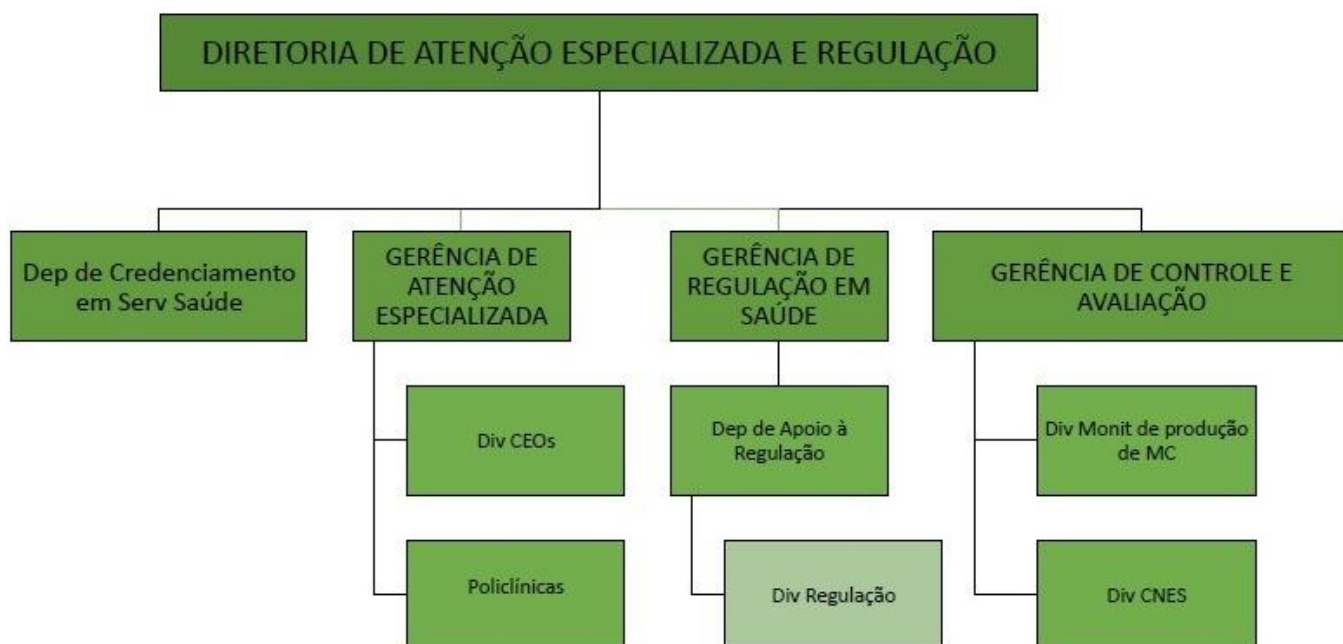 DIRETORIA DE ATENÇÃO ESPECIALIZADA E REGULAÇÃO
Dep de Credenciamento
em Serv Saúde
GERÊNCIA DE
ATENÇÃO
ESPECIALIZADA
GERÊNCIA DE
REGULAÇÃO EM
SAÚDE
GERÊNCIA DE CONTROLE E
AVALIAÇÃO
Div CEOs
Dep de Apoio à
Regulação
Div Monit de produção
de MC
Policlínicas
Div Regulação
Div CNES